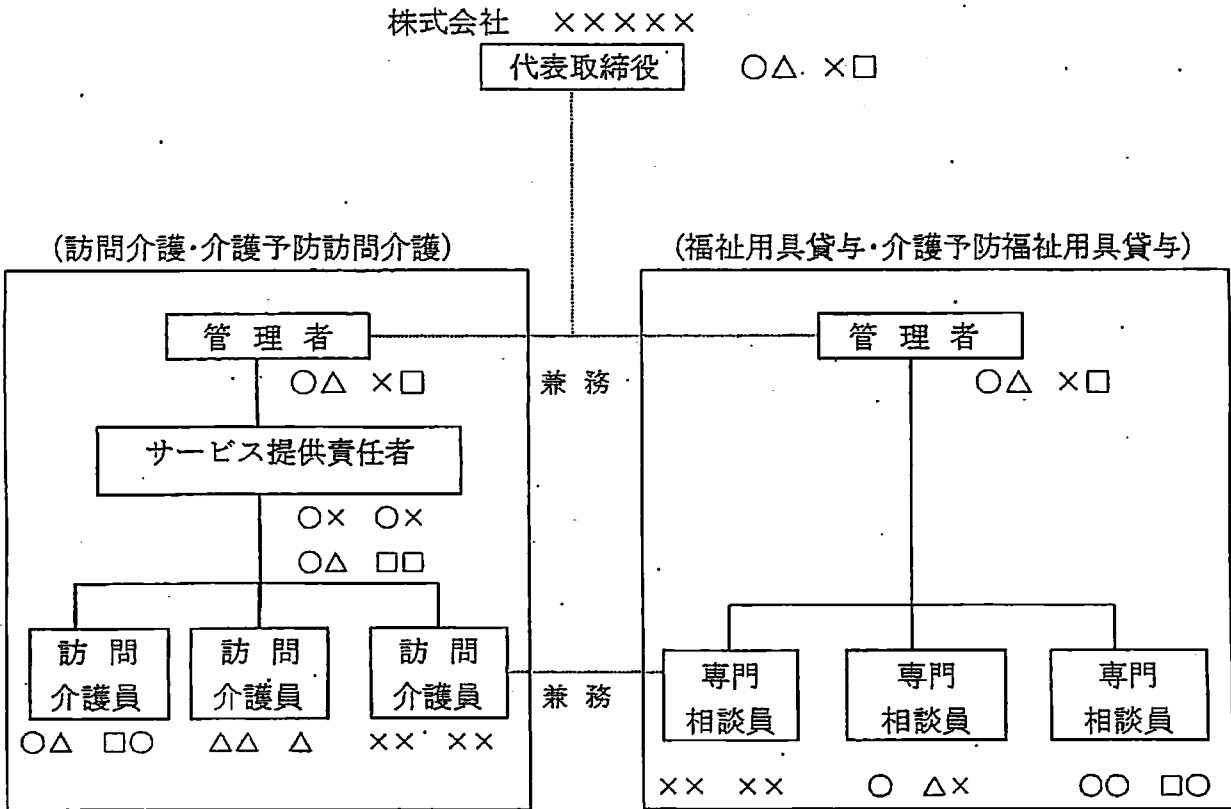 株式会社 ×××××
代表取締役 ○△ ×□
(訪問介護・介護予防訪問介護) (福祉用具貸与・介護予防福祉用具貸与)
管理者 管理者
○△ ×□ 兼務 ○△ ×□
サービス提供責任者
○× ○×
○△ □□
訪問 訪問 訪問 専門 専門 専門
介護員 介護員 介護員 兼務 相談員 相談員 相談員
○△ □○ △△ △ ×× ××
×× ×× ○ △× ○○ □○